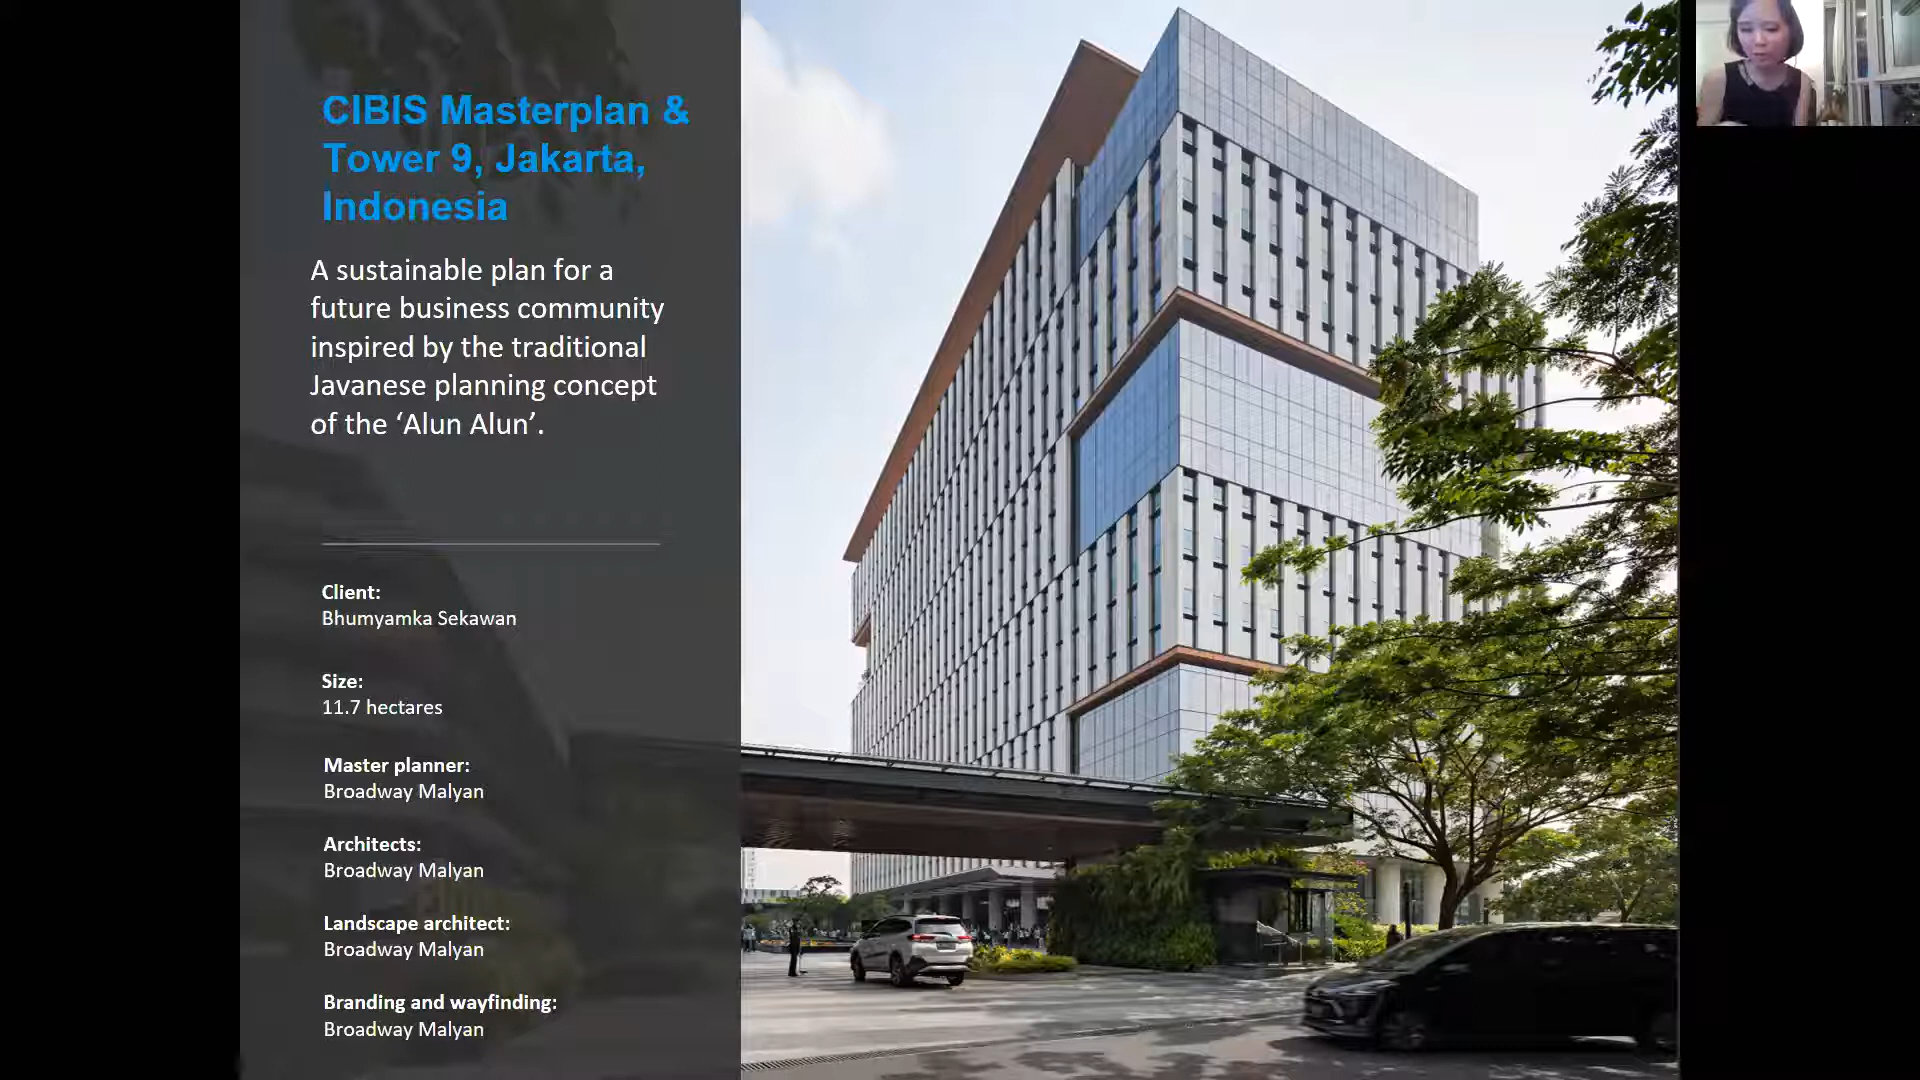 CIBIS Masterplan &
Tower 9, Jakarta,
Indonesia
A sustainable plan for a
future business community
inspired by the traditional
Javanese planning concept
of the ‘Alun Alun’.
Client:
Bhumyamka Sekawan
Size:
11.7 hectares
Master planner:
Broadway Malyan
Architects:
Broadway Malyan
Landscape architect:
Broadway Malyan
Branding and wayfinding:
Broadway Malyan